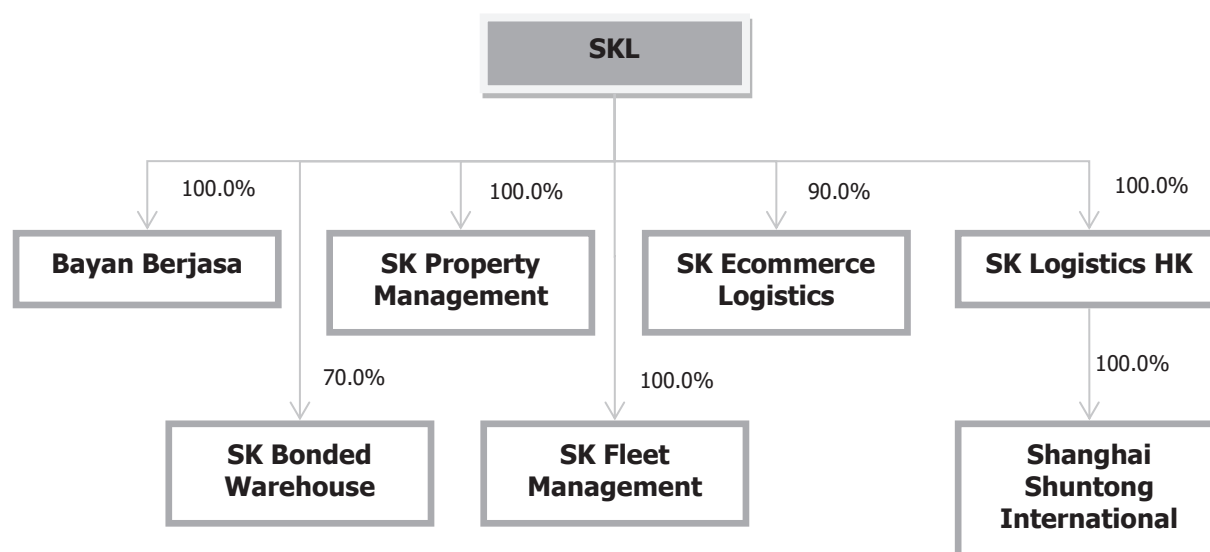 SKL
100.0%
100.0%
90.0%
100.0%
Bayan Berjasa
SK Property
Management
SK Ecommerce
Logistics
SK Logistics HK
70.0%
100.0%
100.0%
SK Bonded
Warehouse
SK Fleet
Management
Shanghai
Shuntong
International